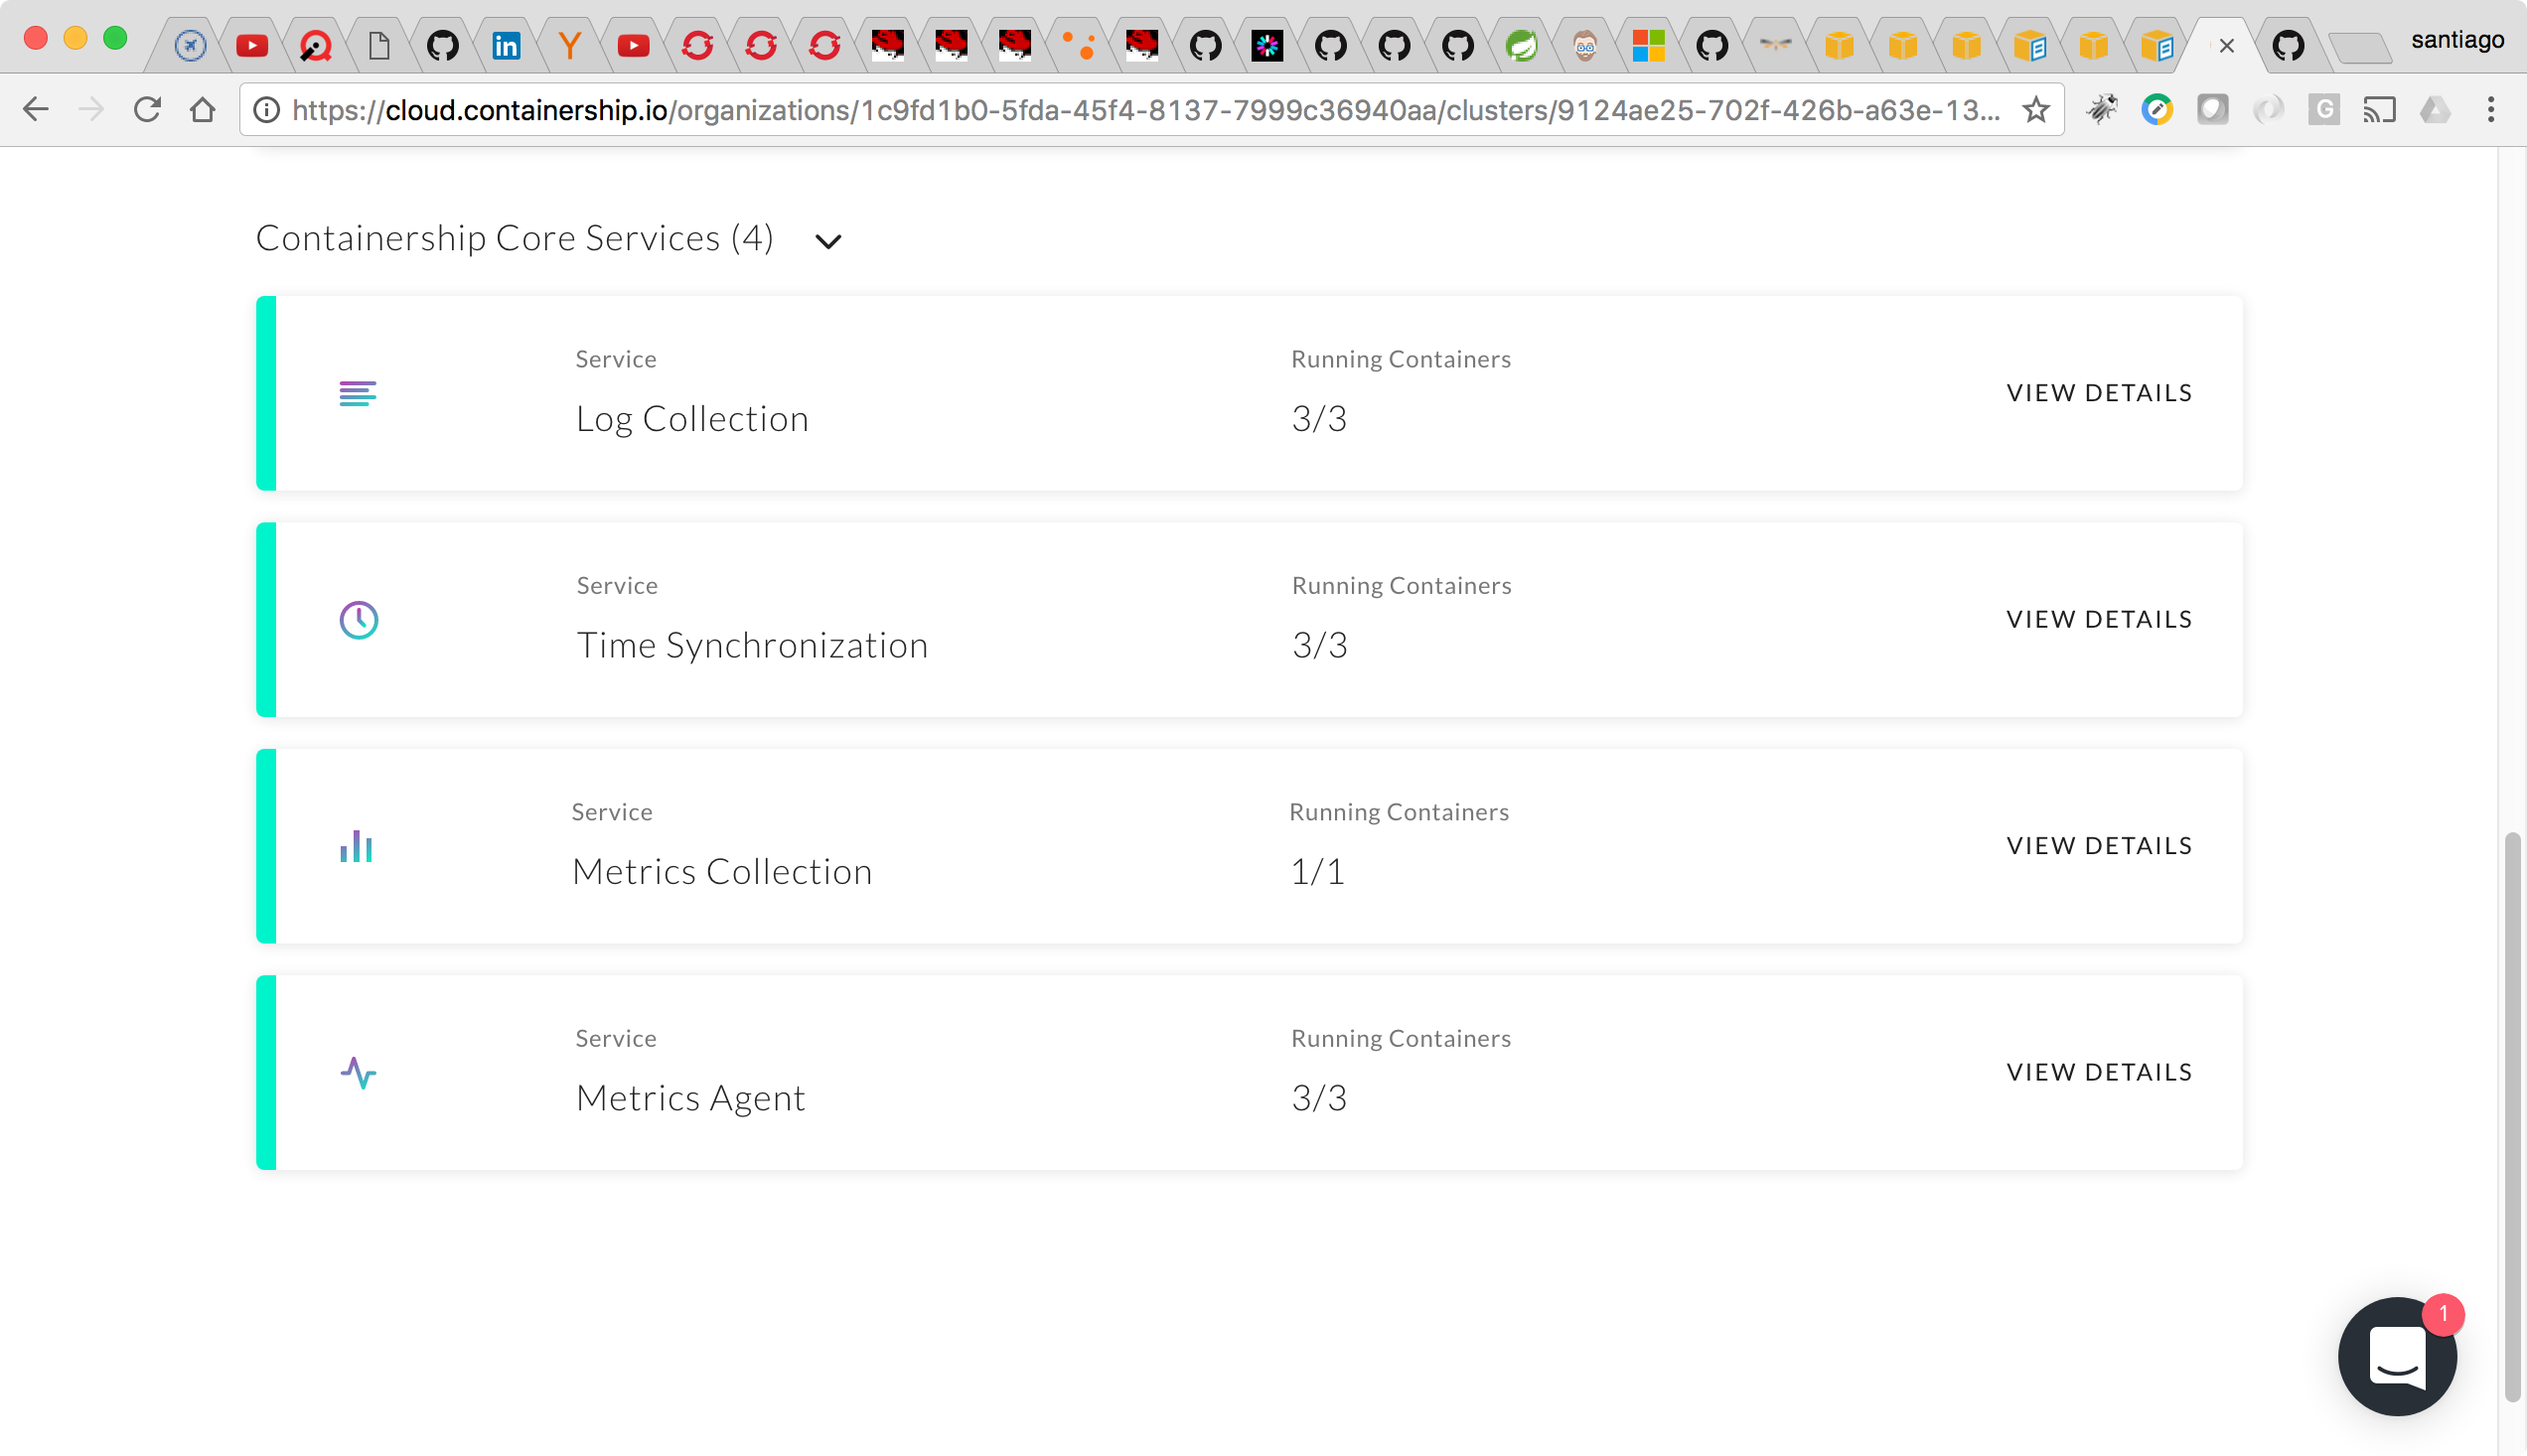 santiago
https://cloud.containership.io/organizations/1c9fd1b0-5fda-45f4-8137-7999c36940aa/clusters/9124ae25-702f-426b-a63e-13...
Containership Core Services (4)
Service
Running Containers
Log Collection
3/3
VIEW DETAILS
Service
Running Containers
Time Synchronization
3/3
VIEW DETAILS
Service
Running Containers
Metrics Collection
1/1
VIEW DETAILS
Service
Running Containers
Metrics Agent
3/3
VIEW DETAILS
1